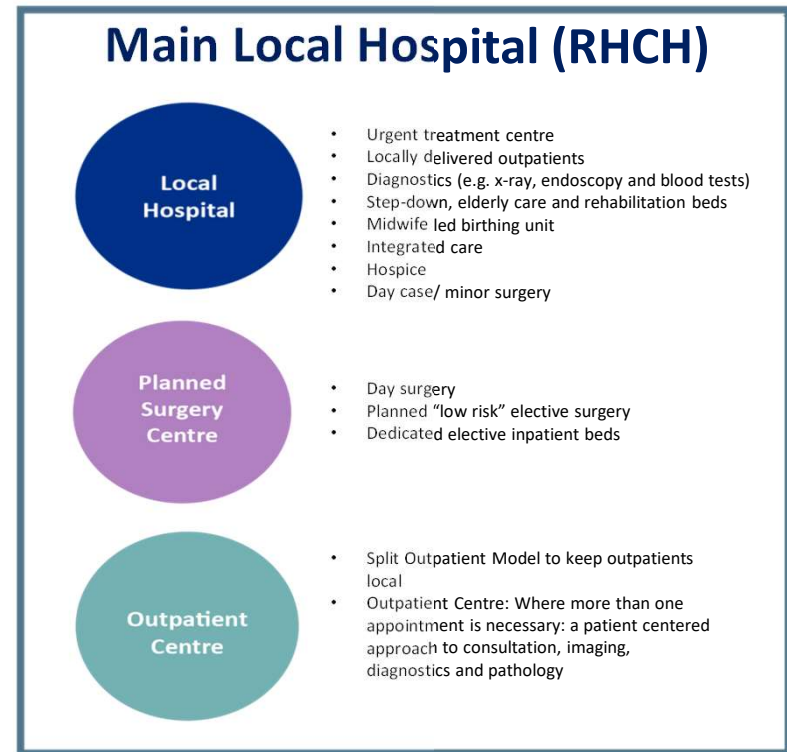 Main Local Hospital (RHCH)
Local
Hospital
• Urgent treatment centre
• Locally delivered outpatients
• Diagnostics (e.g. x-ray, endoscopy and blood tests)
• Step-down, elderly care and rehabilitation beds
• Midwife led birthing unit
• Integrated care
• Hospice
• Day case/ minor surgery
Planned
Surgery
Centre
• Day surgery
• Planned “low risk” elective surgery
• Dedicated elective inpatient beds
Outpatient
Centre
• Split Outpatient Model to keep outpatients
local
• Outpatient Centre: Where more than one
appointment is necessary: a patient centered
approach to consultation, imaging,
diagnostics and pathology